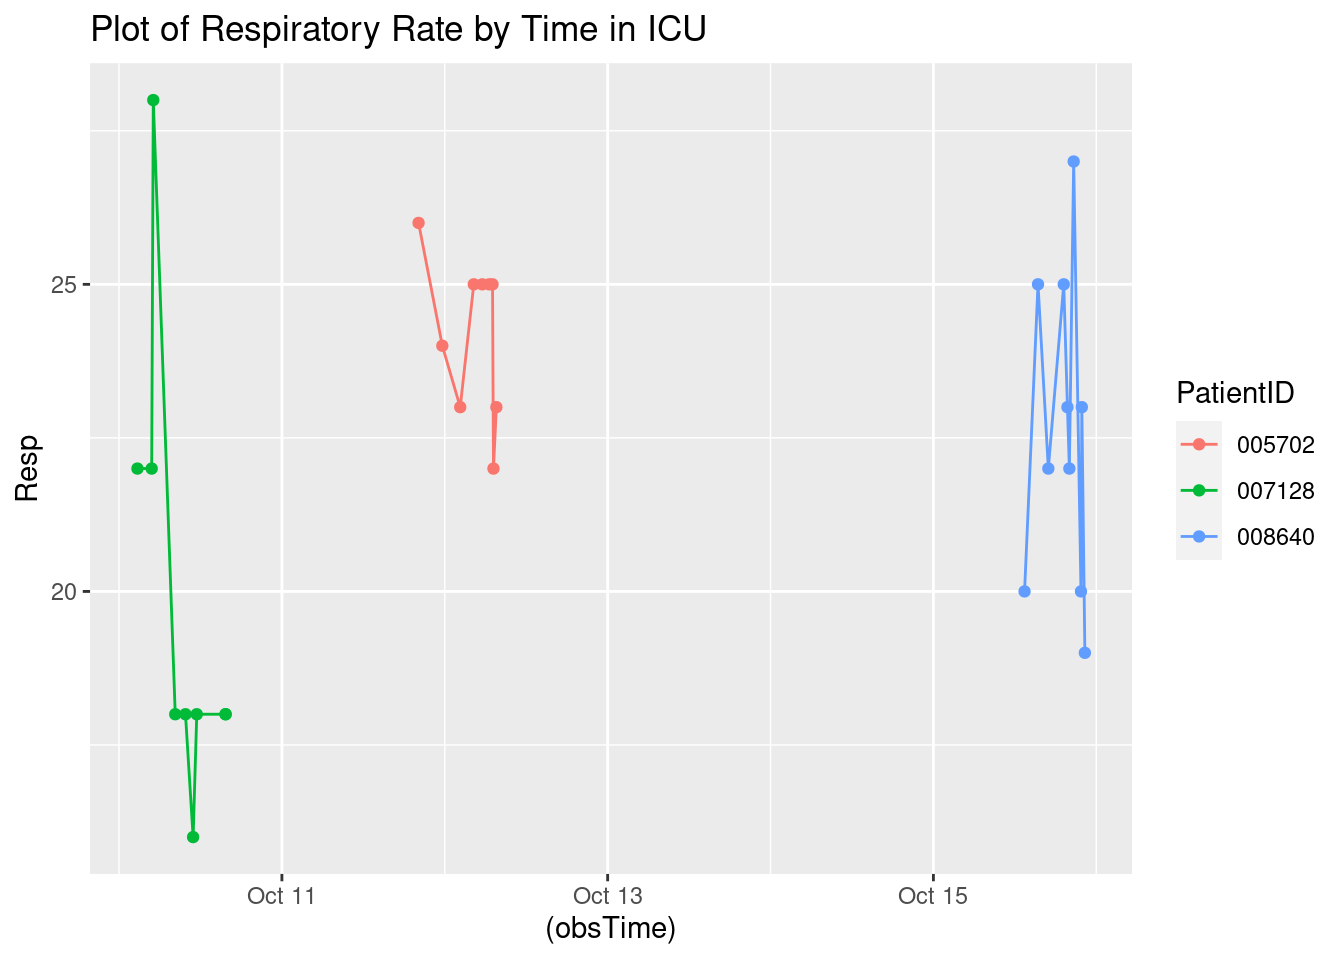 Plot of Respiratory Rate by Time in ICU
25
20
Resp
Oct 11
Oct 13
Oct 15
(obsTime)
PatientID
005702
007128
008640